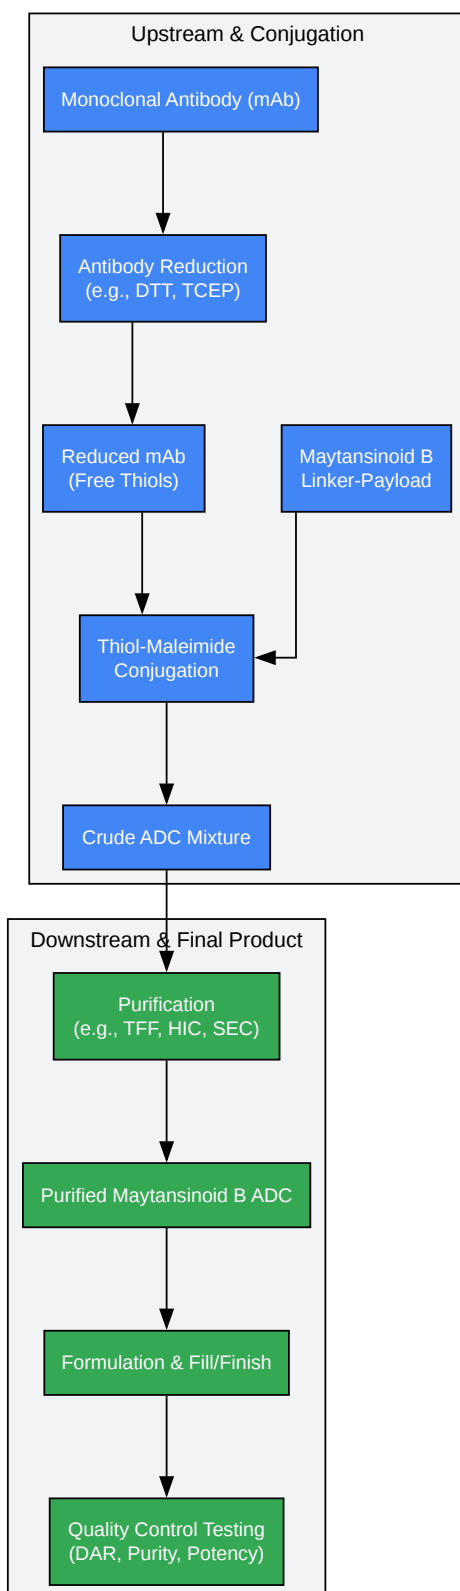 Upstream & Conjugation
Monoclonal Antibody (mAb)
Antibody Reduction
(e.g., DTT, TCEP)
Reduced mAb
(Free Thiols)
Maytansinoid B
Linker-Payload
Thiol-Maleimide
Conjugation
Crude ADC Mixture
Downstream & Final Product
Purification
(e.g., TFF, HIC, SEC)
Purified Maytansinoid B ADC
Formulation & Fill/Finish
Quality Control Testing
(DAR, Purity, Potency)